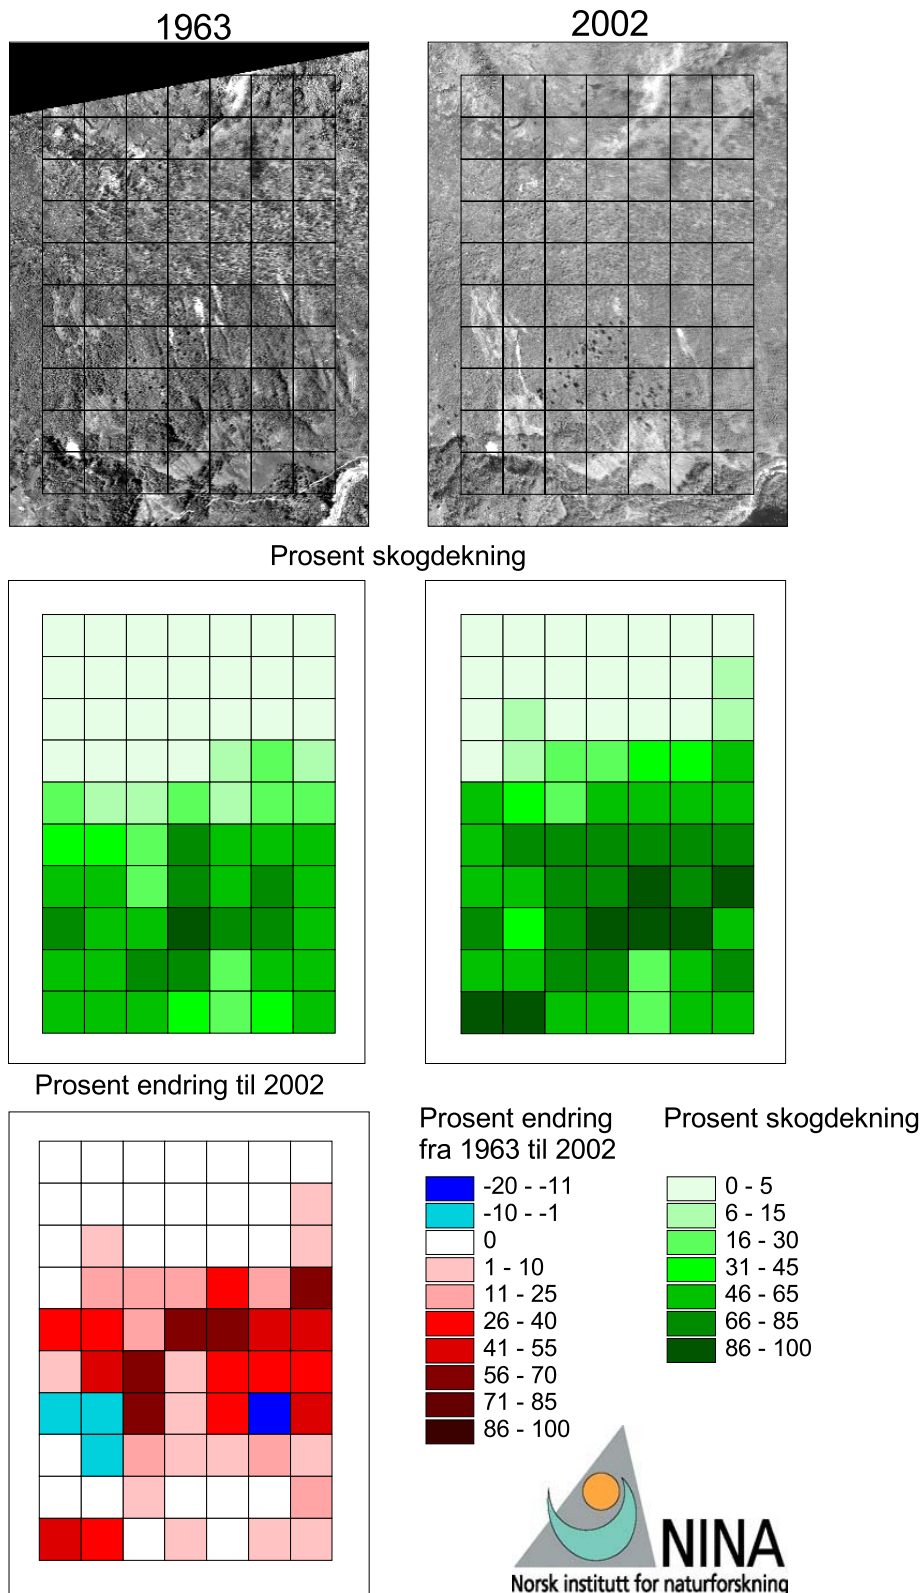 1963
2002
Prosent skogdekning
Prosent endring til 2002
Prosent endring
fra 1963 til 2002
-20 - -11
-10 - -1
0
1 - 10
11 - 25
26 - 40
41 - 55
56 - 70
71 - 85
86 - 100
Prosent skogdekning
0 - 5
6 - 15
16 - 30
31 - 45
46 - 65
66 - 85
86 - 100
NINA
Norsk institutt for naturforskning